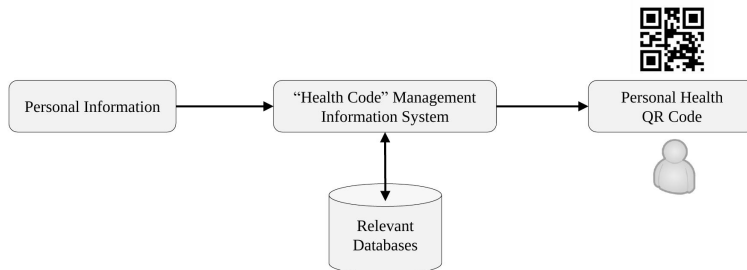 Personal Information
“Health Code” Management
Information System
Personal Health
QR Code
Relevant
Databases